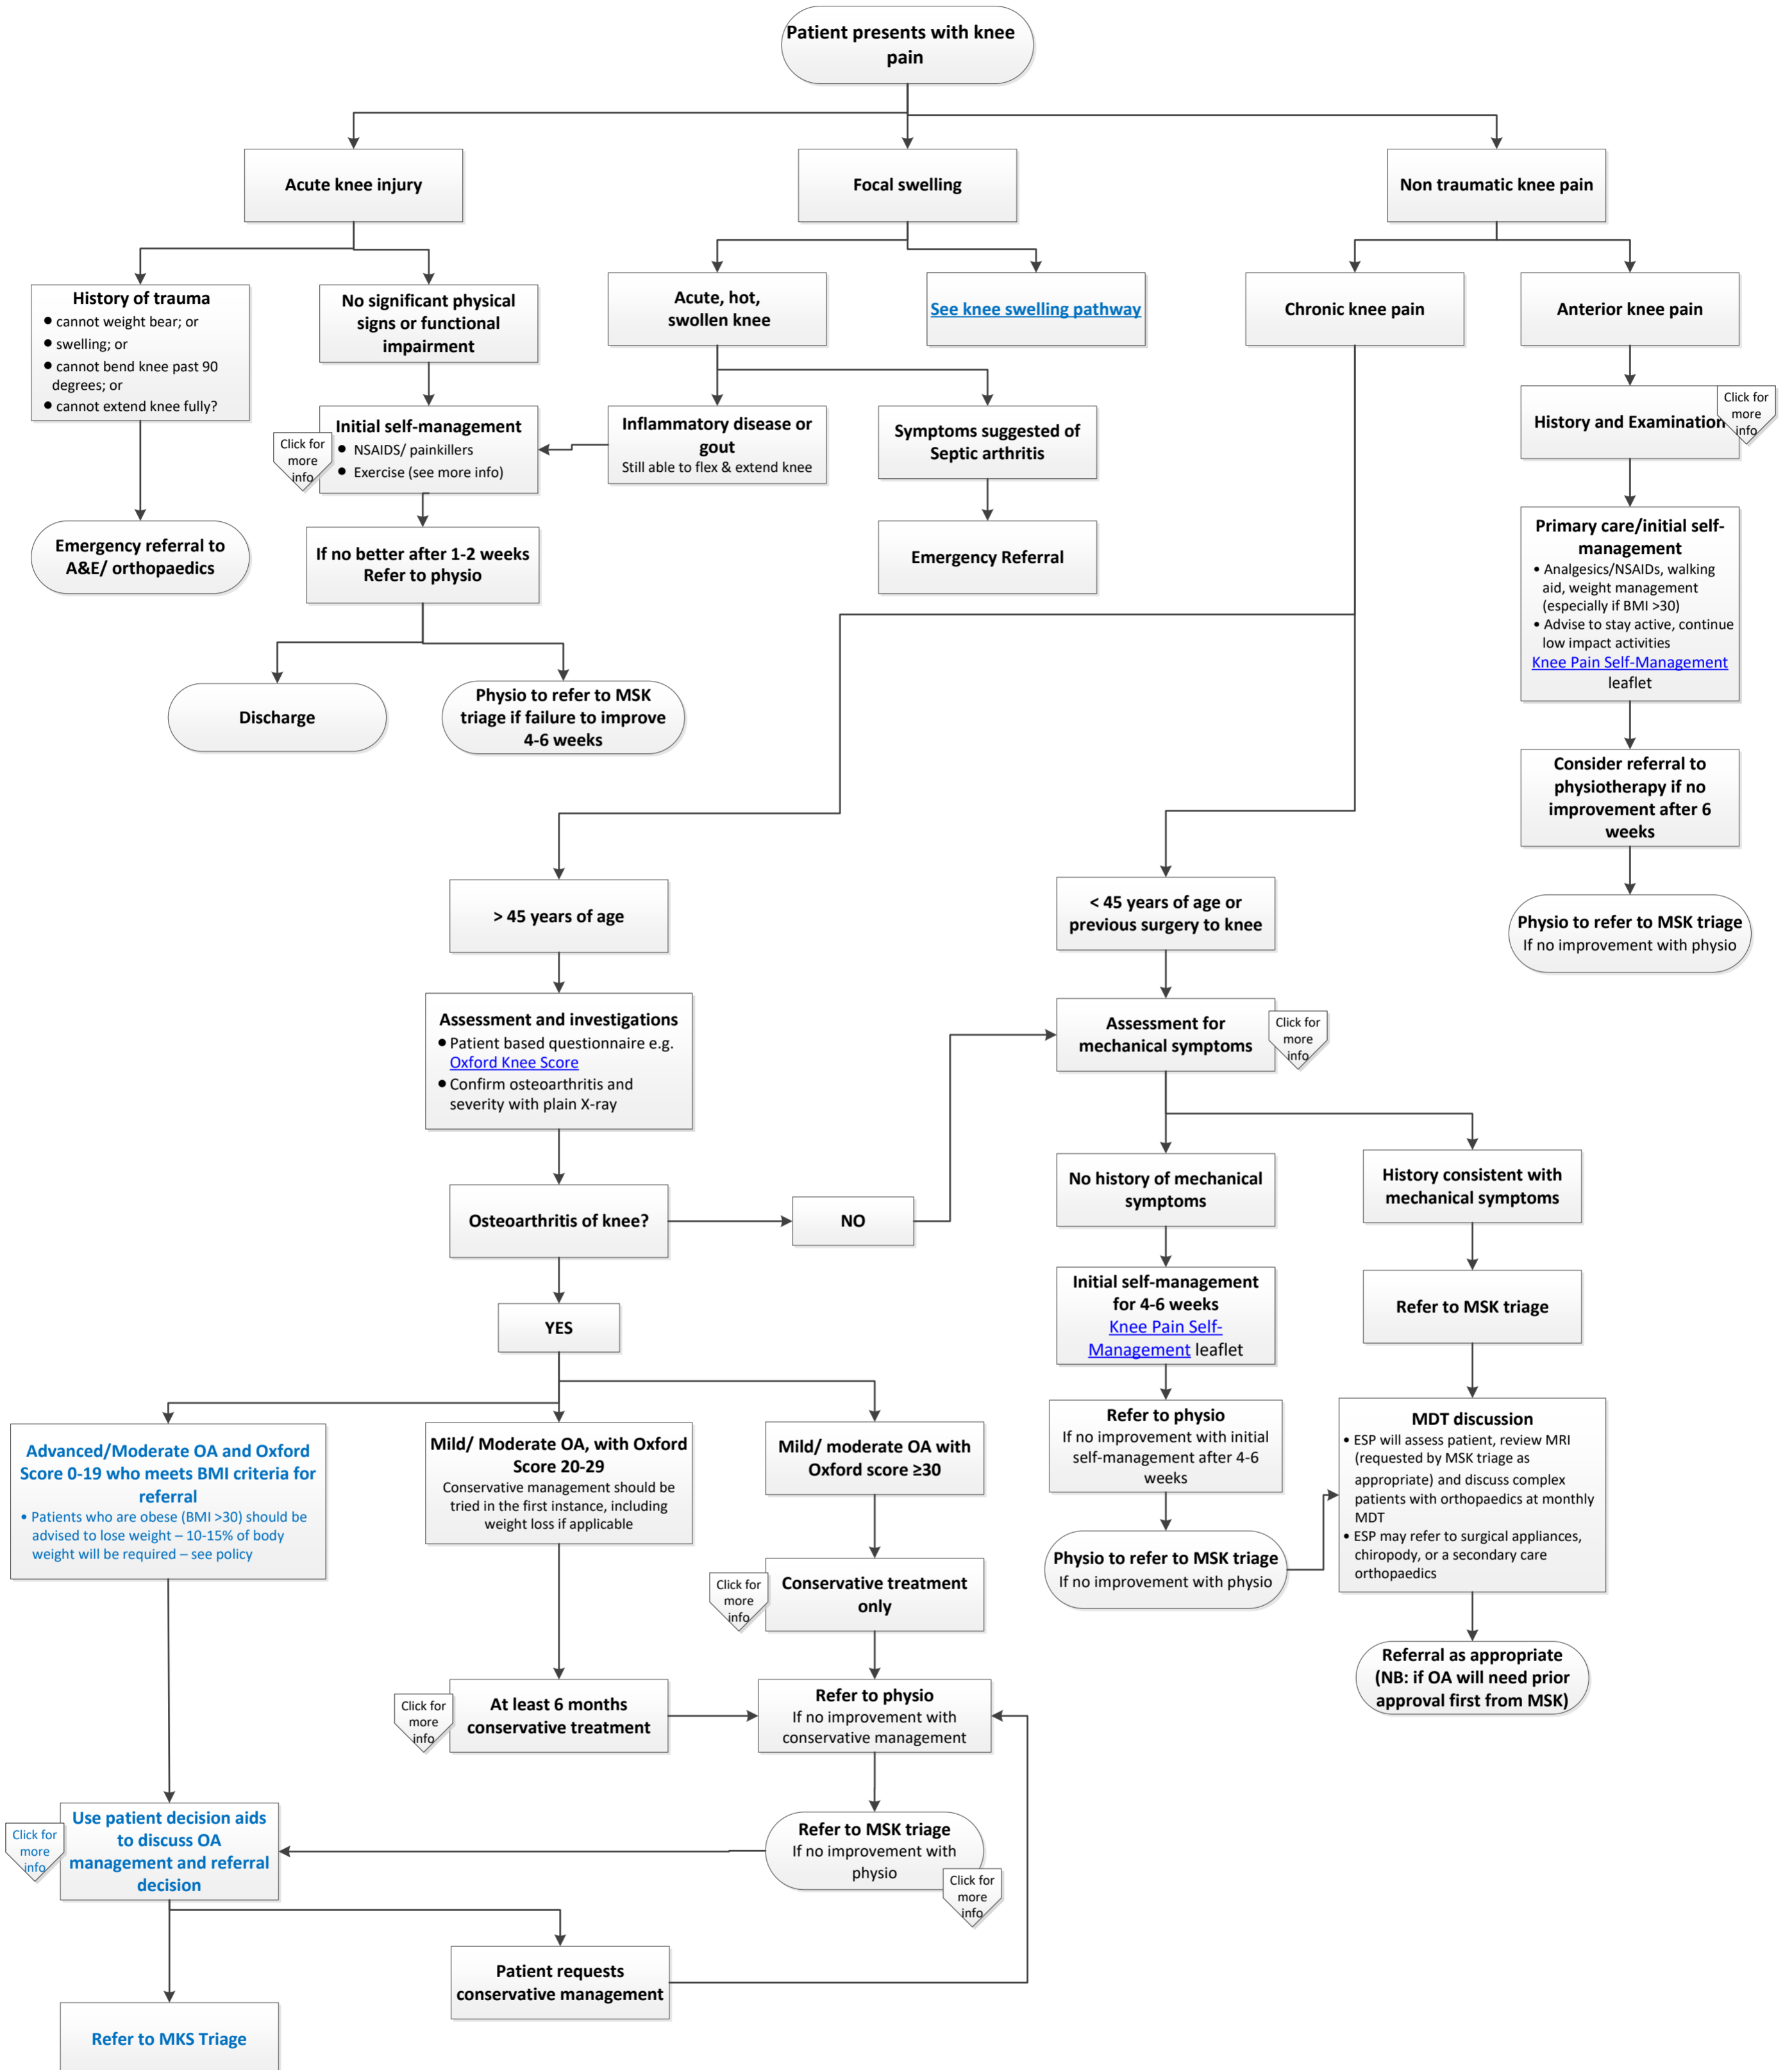 Patient presents with knee
pain
Acute knee injury
Focal swelling
Non traumatic knee pain
History of trauma
● cannot weight bear; or
● swelling; or
● cannot bend knee past 90
degrees; or
● cannot extend knee fully?
No significant physical
signs or functional
impairment
Acute, hot,
swollen knee
See knee swelling pathway
Chronic knee pain
Anterior knee pain
Click for
more
info
Initial self-management
● NSAIDS/ painkillers
● Exercise (see more info)
Inflammatory disease or
gout
Still able to flex & extend knee
Symptoms suggested of
Septic arthritis
History and Examination
Click for
more
info
Emergency referral to
A&E/ orthopaedics
If no better after 1-2 weeks
Refer to physio
Emergency Referral
Primary care/initial self-
management
• Analgesics/NSAIDs, walking
aid, weight management
(especially if BMI >30)
• Advise to stay active, continue
low impact activities
Knee Pain Self-Management
leaflet
Discharge
Physio to refer to MSK
triage if failure to improve
4-6 weeks
Consider referral to
physiotherapy if no
improvement after 6
weeks
> 45 years of age
< 45 years of age or
previous surgery to knee
Physio to refer to MSK triage
If no improvement with physio
Assessment and investigations
● Patient based questionnaire e.g.
Oxford Knee Score
● Confirm osteoarthritis and
severity with plain X-ray
Assessment for
mechanical symptoms
Click for
more
info
Osteoarthritis of knee?
NO
No history of mechanical
symptoms
History consistent with
mechanical symptoms
YES
Initial self-management
for 4-6 weeks
Knee Pain Self-
Management leaflet
Refer to MSK triage
Advanced/Moderate OA and Oxford
Score 0-19 who meets BMI criteria for
referral
• Patients who are obese (BMI >30) should be
advised to lose weight – 10-15% of body
weight will be required – see policy
Mild/ Moderate OA, with Oxford
Score 20-29
Conservative management should be
tried in the first instance, including
weight loss if applicable
Mild/ moderate OA with
Oxford score ≥30
Refer to physio
If no improvement with initial
self-management after 4-6
weeks
MDT discussion
• ESP will assess patient, review MRI
(requested by MSK triage as
appropriate) and discuss complex
patients with orthopaedics at monthly
MDT
• ESP may refer to surgical appliances,
chiropody, or a secondary care
orthopaedics
Click for
more
info
Conservative treatment
only
Physio to refer to MSK triage
If no improvement with physio
Click for
more
info
At least 6 months
conservative treatment
Refer to physio
If no improvement with
conservative management
Referral as appropriate
(NB: if OA will need prior
approval first from MSK)
Click for
more
info
Use patient decision aids
to discuss OA
management and referral
decision
Refer to MSK triage
If no improvement with
physio
Click for
more
info
Patient requests
conservative management
Refer to MKS Triage